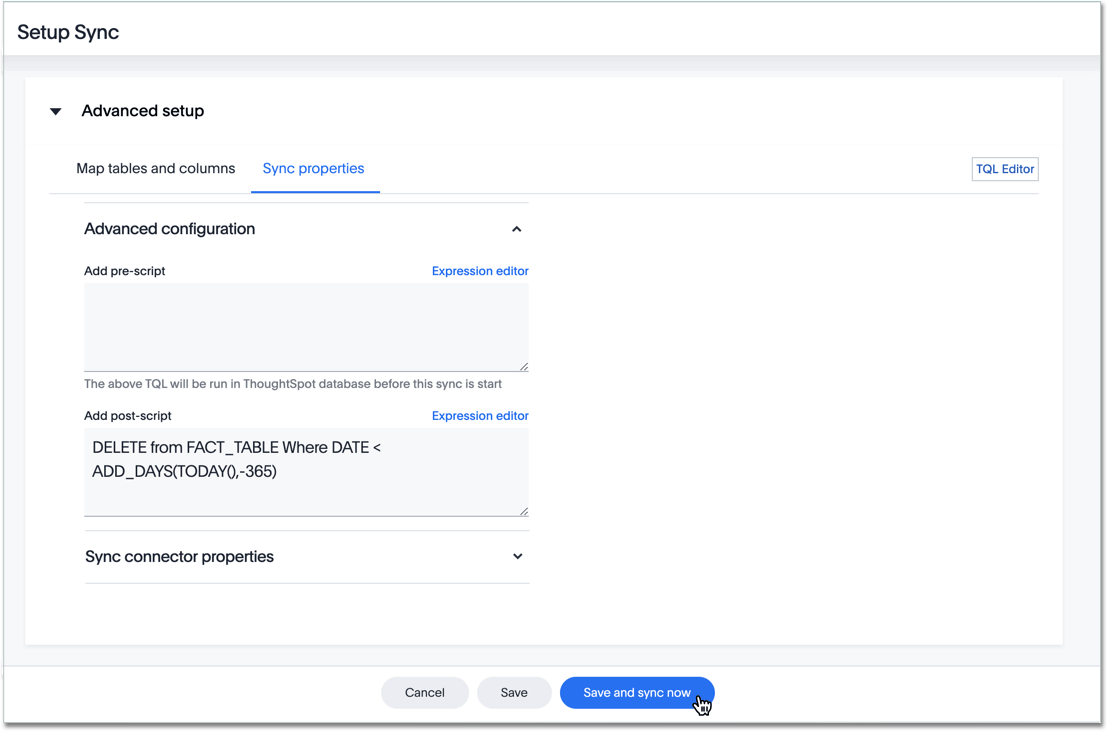 Setup Sync
Advanced setup
Map tables and columns
Sync properties
TQL Editor
Advanced configuration
Add pre-script
Expression editor
The above TQL will be run in ThoughtSpot database before this sync is start
Add post-script
Expression editor
DELETE from FACT_TABLE Where DATE <
ADD_DAYS(TODAY(),-365)
Sync connector properties
Cancel
Save
Save and sync now